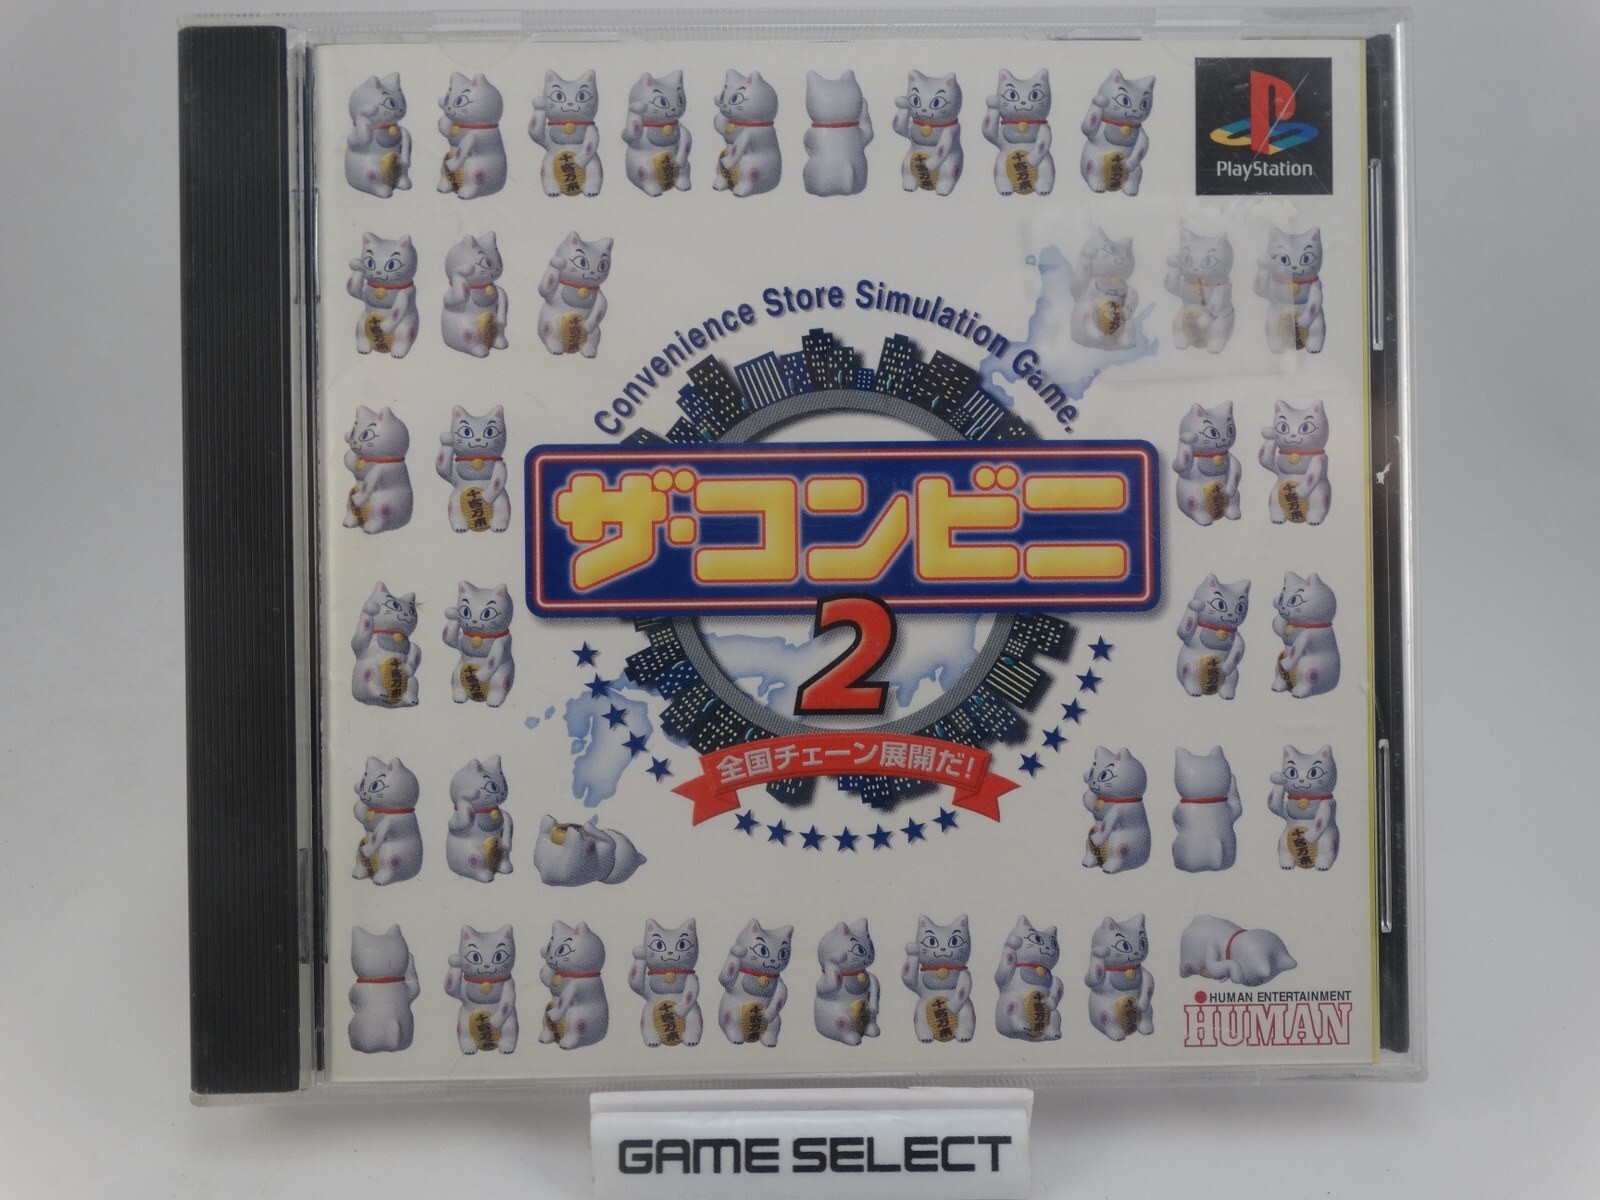 PlayStation
Convenience Store Simulation Game.
ザ・コンビニ
2
全国チェーン展開だ!
HUMAN ENTERTAINMENT
HUMAN
GAME SELECT